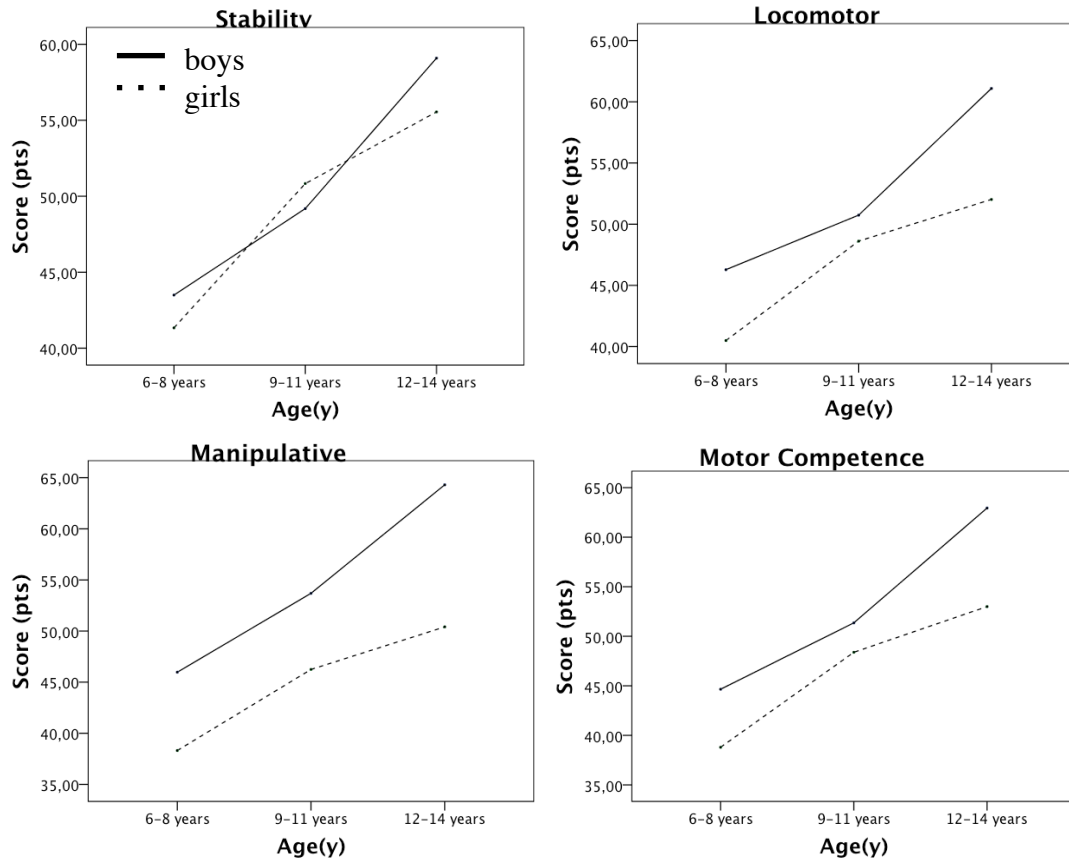 Stability
boys
girls
60,00
55,00
50,00
45,00
40,00
Score (pts)
6-8 years 9-11 years 12-14 years
Age(y)
Locomotor
65,00
60,00
55,00
50,00
45,00
40,00
Score (pts)
6-8 years 9-11 years 12-14 years
Age(y)
Manipulative
65,00
60,00
55,00
50,00
45,00
40,00
35,00
Score (pts)
6-8 years 9-11 years 12-14 years
Age(y)
Motor Competence
65,00
60,00
55,00
50,00
45,00
40,00
35,00
Score (pts)
6-8 years 9-11 years 12-14 years
Age(y)